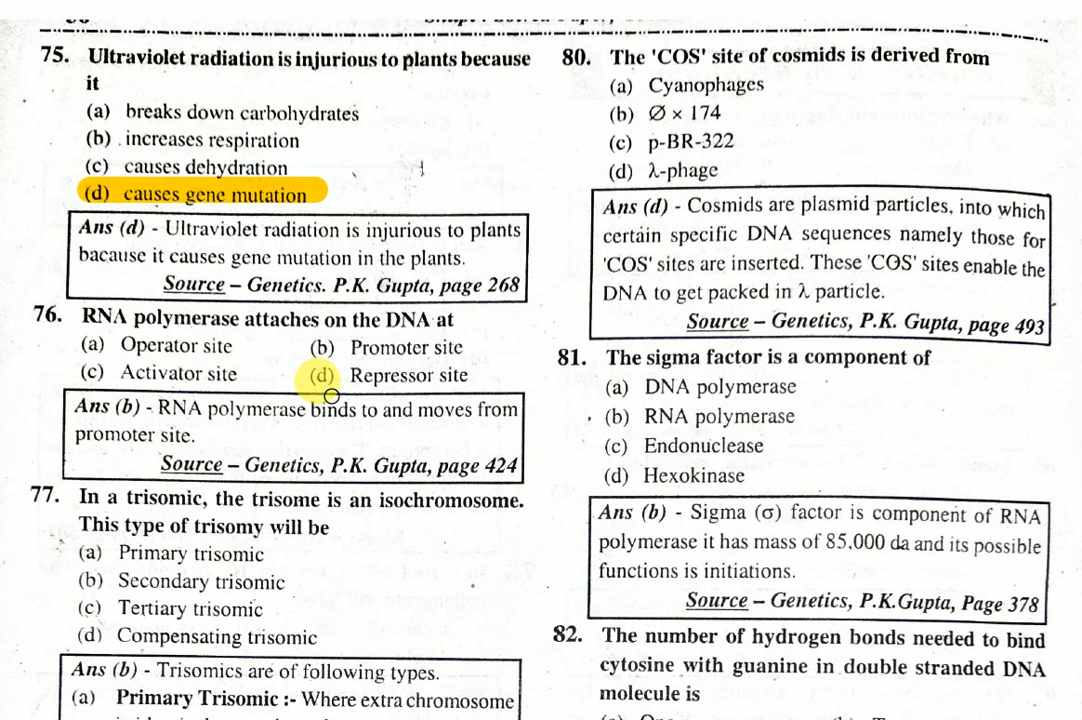 75. Ultraviolet radiation is injurious to plants because
it
(a) breaks down carbohydrates
(b) increases respiration
(c) causes dehydration
(d) causes gene mutation
Ans (d) - Ultraviolet radiation is injurious to plants
bacause it causes gene mutation in the plants.
Source – Genetics. P.K. Gupta, page 268
76. RNA polymerase attaches on the DNA at
(a) Operator site (b) Promoter site
(c) Activator site (d) Repressor site
Ans (b) - RNA polymerase binds to and moves from
promoter site.
Source – Genetics, P.K. Gupta, page 424
77. In a trisomic, the trisome is an isochromosome.
This type of trisomy will be
(a) Primary trisomic
(b) Secondary trisomic
(c) Tertiary trisomic
(d) Compensating trisomic
Ans (b) - Trisomics are of following types.
(a) Primary Trisomic :- Where extra chromosome
80. The 'COS' site of cosmids is derived from
(a) Cyanophages
(b) Ø × 174
(c) p-BR-322
(d) λ-phage
Ans (d) - Cosmids are plasmid particles, into which
certain specific DNA sequences namely those for
'COS' sites are inserted. These 'COS' sites enable the
DNA to get packed in λ particle.
Source – Genetics, P.K. Gupta, page 493
81. The sigma factor is a component of
(a) DNA polymerase
(b) RNA polymerase
(c) Endonuclease
(d) Hexokinase
Ans (b) - Sigma (σ) factor is component of RNA
polymerase it has mass of 85,000 da and its possible
functions is initiations.
Source – Genetics, P.K.Gupta, Page 378
82. The number of hydrogen bonds needed to bind
cytosine with guanine in double stranded DNA
molecule is